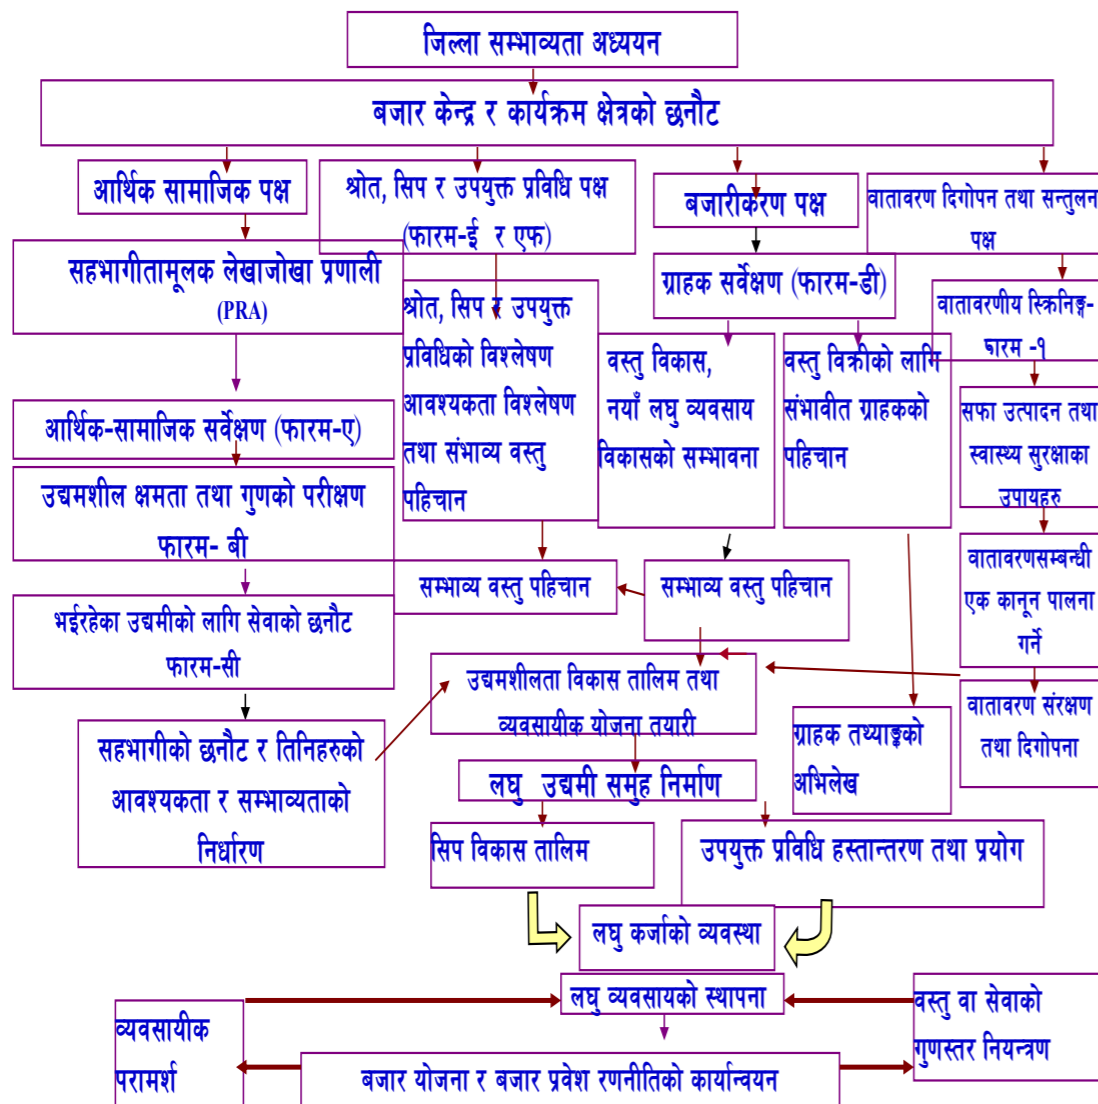 जिल्ला सम्भाव्यता अध्ययन
बजार केन्द्र र कार्यक्रम क्षेत्रको छनौट
आर्थिक सामाजिक पक्ष
श्रोत, सिप र उपयुक्त प्रविधि पक्ष
(फारम-ई र एफ)
बजारीकरण पक्ष
वातावरण दिगोपन तथा सन्तुलन
पक्ष
सहभागीतामूलक लेखाजोखा प्रणाली
(PRA)
श्रोत, सिप र उपयुक्त
प्रविधिको विश्लेषण
आवश्यकता विश्लेषण
तथा संभाव्य वस्तु
पहिचान
ग्राहक सर्वेक्षण (फारम-डी)
वातावरणीय स्क्रिनिङ्ग-
फारम -१
वस्तु विकास,
नयाँ लघु व्यवसाय
विकासको सम्भावना
वस्तु विक्रीको लागि
संभावीत ग्राहकको
पहिचान
सफा उत्पादन तथा
स्वास्थ्य सुरक्षाका
उपायहरु
आर्थिक-सामाजिक सर्वेक्षण (फारम-ए)
उद्यमशील क्षमता तथा गुणको परीक्षण
फारम- बी
सम्भाव्य वस्तु पहिचान
सम्भाव्य वस्तु पहिचान
वातावरणसम्बन्धी
एक कानून पालना
गर्ने
भईरहेका उद्यमीको लागि सेवाको छनौट
फारम-सी
उद्यमशीलता विकास तालिम तथा
व्यवसायीक योजना तयारी
वातावरण संरक्षण
तथा दिगोपना
सहभागीको छनौट र तिनिहरुको
आवश्यकता र सम्भाव्यताको
निर्धारण
ग्राहक तथ्याङ्कको
अभिलेख
लघु उद्यमी समुह निर्माण
सिप विकास तालिम
उपयुक्त प्रविधि हस्तान्तरण तथा प्रयोग
लघु कर्जाको व्यवस्था
लघु व्यवसायको स्थापना
व्यवसायीक
परामर्श
वस्तु वा सेवाको
गुणस्तर नियन्त्रण
बजार योजना र बजार प्रवेश रणनीतिको कार्यान्वयन